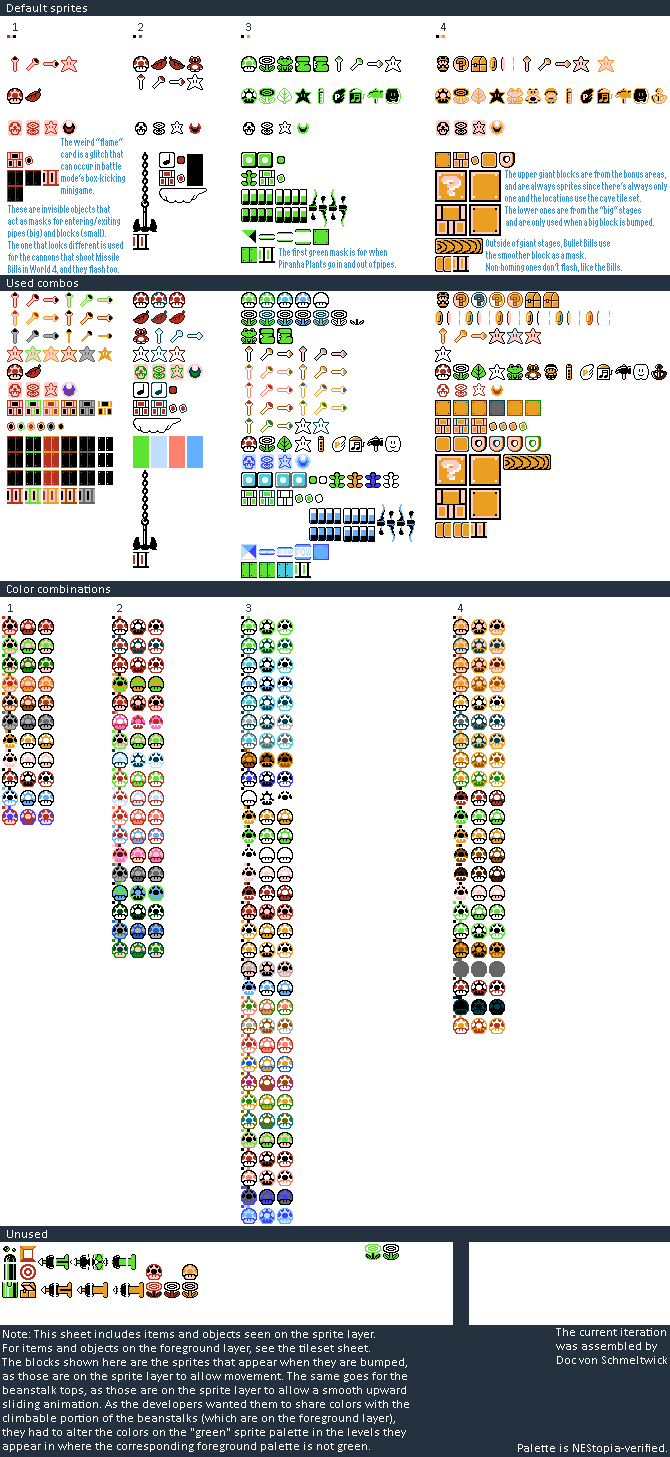 Default sprites
1
2
3
4
The weird "flame"
card is a glitch that
can occur in battle
mode's box-kicking
minigame.
These are invisible objects that
act as masks for entering/exiting
pipes (big) and blocks (small).
The one that looks different is used
for the cannons that shoot Missile
Bills in World 4, and they flash too.
The first green mask is for when
Piranha Plants go in and out of pipes.
The upper giant blocks are from the bonus areas,
and are always sprites since there's always only
one and the locations use the cave tile set.
The lower ones are from the "big" stages
and are only used when a big block is bumped.
Outside of giant stages, Bullet Bills use
the smoother block as a mask.
Non-homing ones don't flash, like the Bills.
Used combos
Color combinations
1
2
3
4
Unused
Note: This sheet includes items and objects seen on the sprite layer.
For items and objects on the foreground layer, see the tileset sheet.
The blocks shown here are the sprites that appear when they are bumped,
as those are on the sprite layer to allow movement. The same goes for the
beanstalk tops, as those are on the sprite layer to allow a smooth upward
sliding animation. As the developers wanted them to share colors with the
climbable portion of the beanstalks (which are on the foreground layer),
they had to alter the colors on the "green" sprite palette in the levels they
appear in where the corresponding foreground palette is not green.
The current iteration
was assembled by
Doc von Schmeltwick
Palette is NEStopia-verified.